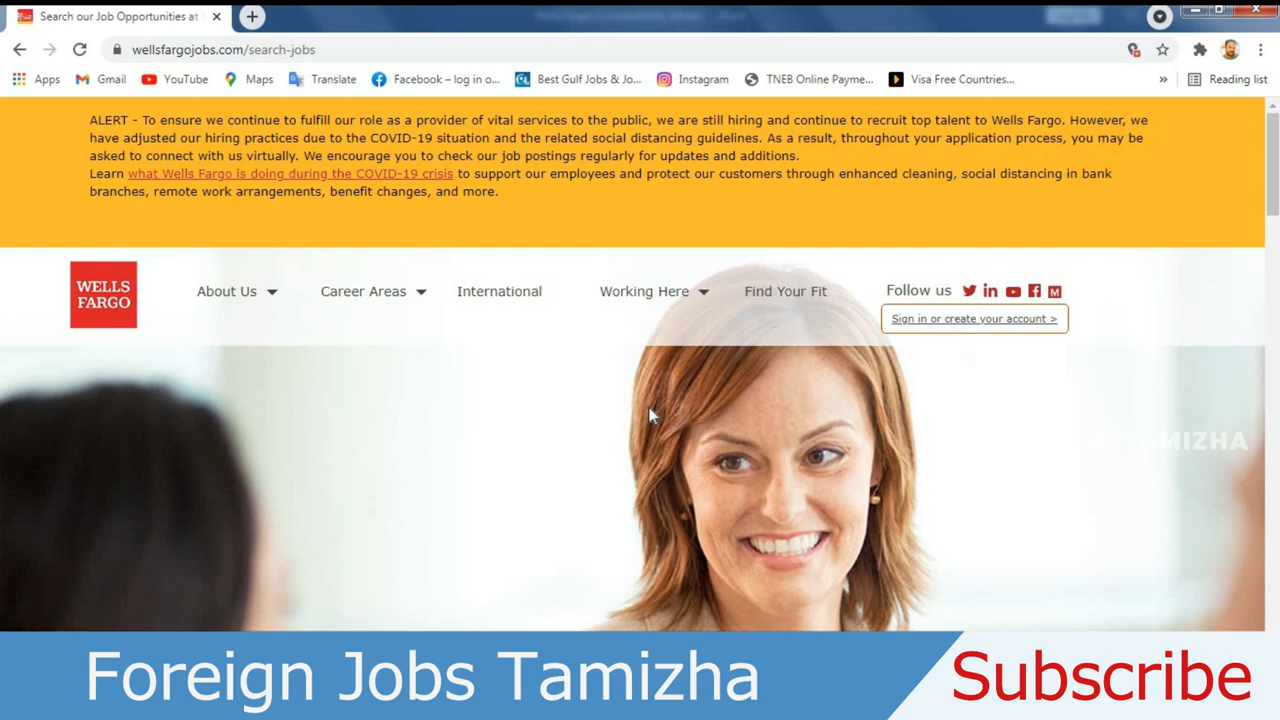 Search our Job Opportunities at
wellsfargojobs.com/search-jobs
Apps Gmail YouTube Maps Translate Facebook – log in o... Best Gulf Jobs & Jo... Instagram TNEB Online Payme... Visa Free Countries... » Reading list
ALERT - To ensure we continue to fulfill our role as a provider of vital services to the public, we are still hiring and continue to recruit top talent to Wells Fargo. However, we
have adjusted our hiring practices due to the COVID-19 situation and the related social distancing guidelines. As a result, throughout your application process, you may be
asked to connect with us virtually. We encourage you to check our job postings regularly for updates and additions.
Learn what Wells Fargo is doing during the COVID-19 crisis to support our employees and protect our customers through enhanced cleaning, social distancing in bank
branches, remote work arrangements, benefit changes, and more.
WELLS
FARGO
About Us Career Areas International Working Here Find Your Fit Follow us
Sign in or create your account >
Foreign Jobs Tamizha Subscribe